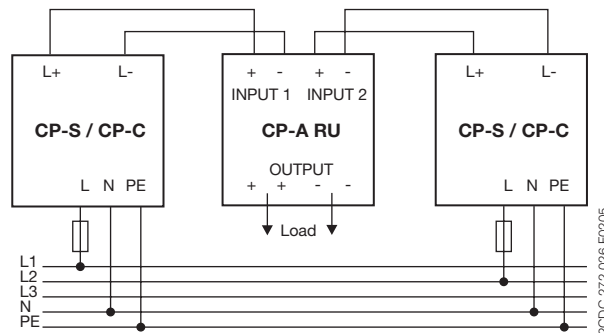 L+ L- + - + - L+ L-
INPUT 1 INPUT 2
CP-S / CP-C CP-A RU CP-S / CP-C
OUTPUT
L N PE + + - - L N PE
Load
L1
L2
L3
N
PE
2CDC 272 026 F0205